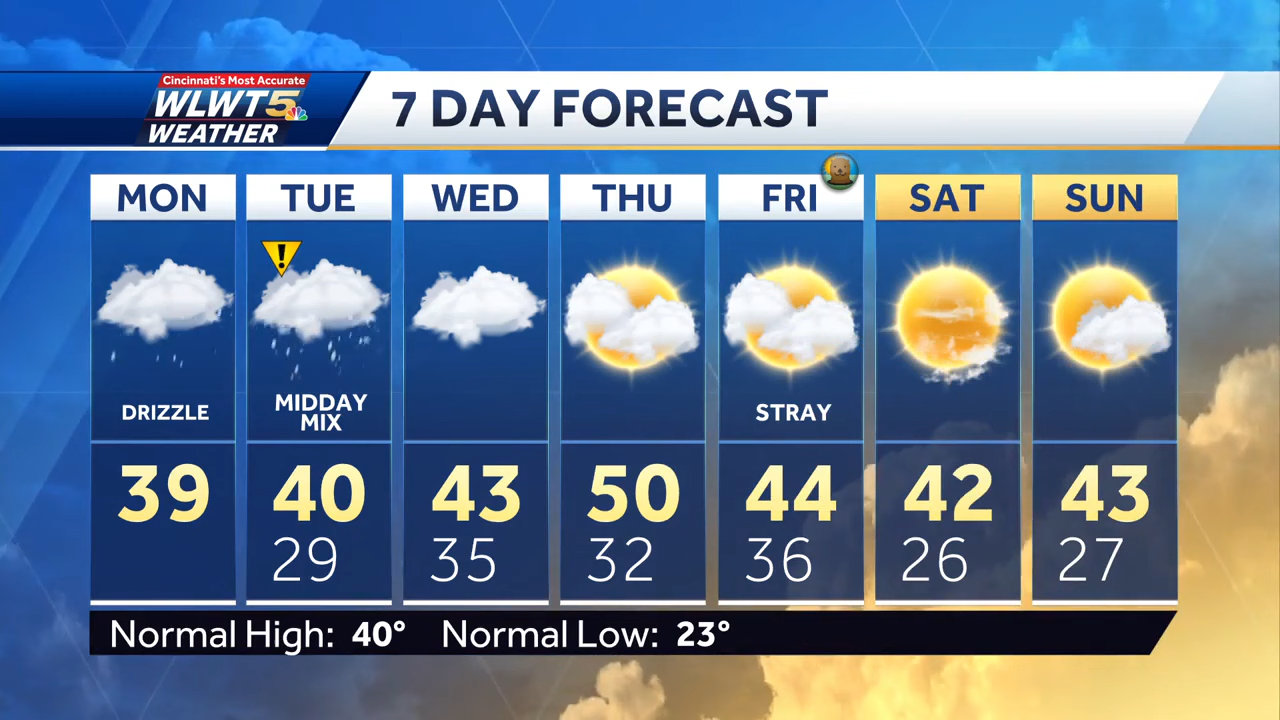 Cincinnati's Most Accurate
WLWT5
WEATHER
7 DAY FORECAST
MON TUE WED THU FRI SAT SUN
!
DRIZZLE
MIDDAY
MIX
STRAY
39 40 43 50 44 42 43
29 35 32 36 26 27
Normal High: 40° Normal Low: 23°